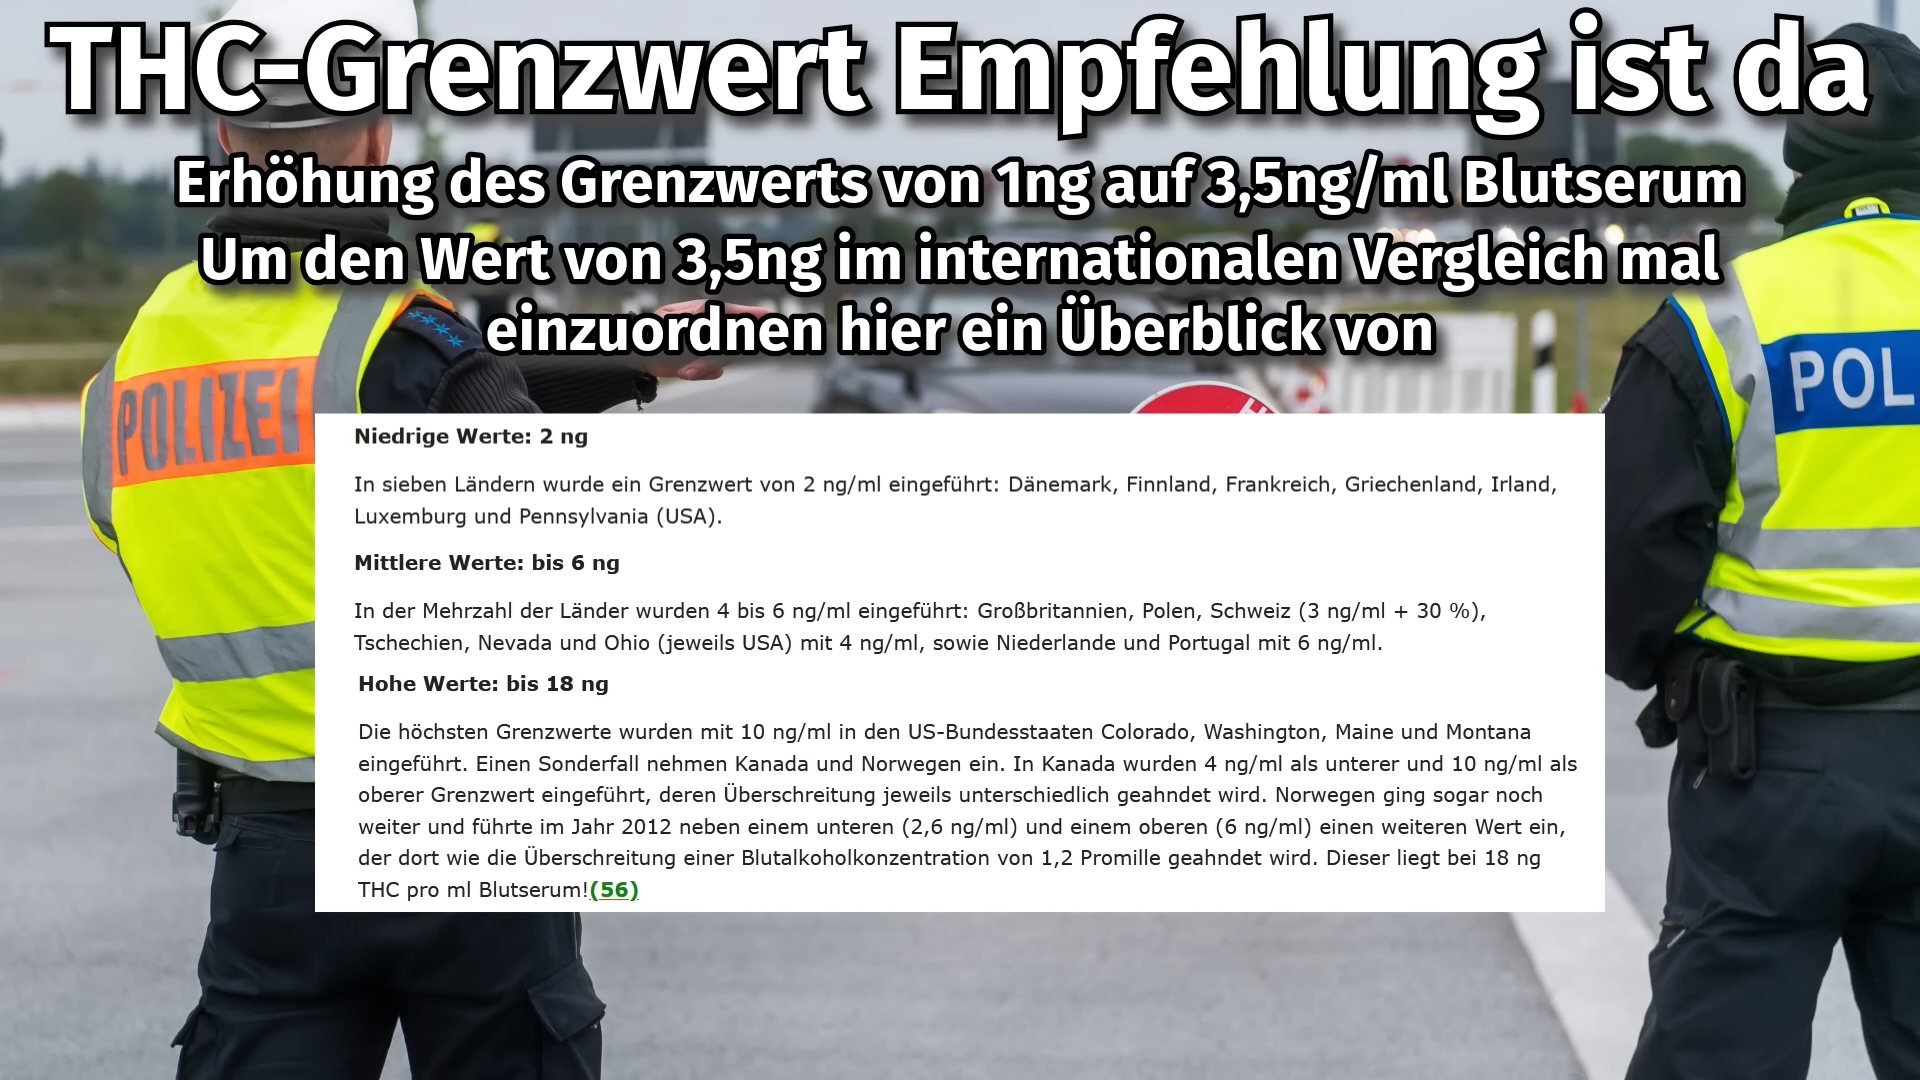 THC-Grenzwert Empfehlung ist da
Erhöhung des Grenzwerts von 1ng auf 3,5ng/ml Blutserum
Um den Wert von 3,5ng im internationalen Vergleich mal
einzuordnen hier ein Überblick von
POLIZEI
POL
Niedrige Werte: 2 ng
In sieben Ländern wurde ein Grenzwert von 2 ng/ml eingeführt: Dänemark, Finnland, Frankreich, Griechenland, Irland,
Luxemburg und Pennsylvania (USA).
Mittlere Werte: bis 6 ng
In der Mehrzahl der Länder wurden 4 bis 6 ng/ml eingeführt: Großbritannien, Polen, Schweiz (3 ng/ml + 30 %),
Tschechien, Nevada und Ohio (jeweils USA) mit 4 ng/ml, sowie Niederlande und Portugal mit 6 ng/ml.
Hohe Werte: bis 18 ng
Die höchsten Grenzwerte wurden mit 10 ng/ml in den US-Bundesstaaten Colorado, Washington, Maine und Montana
eingeführt. Einen Sonderfall nehmen Kanada und Norwegen ein. In Kanada wurden 4 ng/ml als unterer und 10 ng/ml als
oberer Grenzwert eingeführt, deren Überschreitung jeweils unterschiedlich geahndet wird. Norwegen ging sogar noch
weiter und führte im Jahr 2012 neben einem unteren (2,6 ng/ml) und einem oberen (6 ng/ml) einen weiteren Wert ein,
der dort wie die Überschreitung einer Blutalkoholkonzentration von 1,2 Promille geahndet wird. Dieser liegt bei 18 ng
THC pro ml Blutserum!(56)